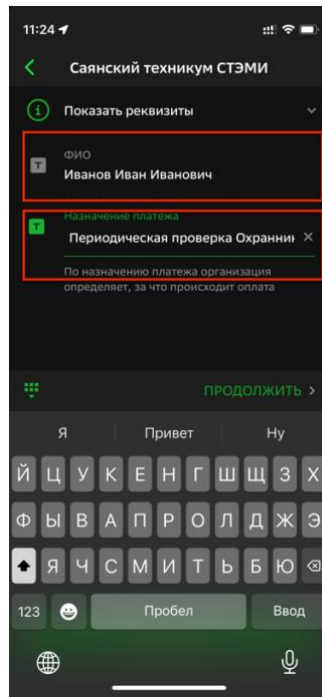 11:24
Саянский техникум СТЭМИ
Показать реквизиты
ФИО
Т
Иванов Иван Иванович
Назначение платежа
Т
Периодическая проверка Охранник
По назначению платежа организация
определяет, за что происходит оплата
ПРОДОЛЖИТЬ >
Я Привет Ну
Й Ц У К Е Н Г Ш Щ З Х
Ф Ы В А П Р О Л Д Ж Э
Я Ч С М И Т Ь Б Ю
123 Пробел Ввод